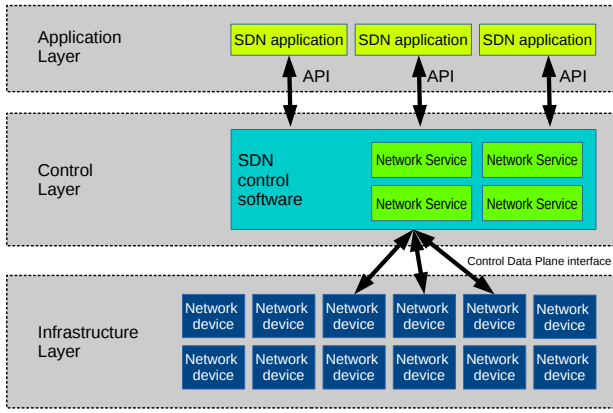 Application
Layer
SDN application
SDN application
SDN application
API
API
API
Control
Layer
SDN
control
software
Network Service
Network Service
Network Service
Network Service
Control Data Plane interface
Infrastructure
Layer
Network
device
Network
device
Network
device
Network
device
Network
device
Network
device
Network
device
Network
device
Network
device
Network
device
Network
device
Network
device